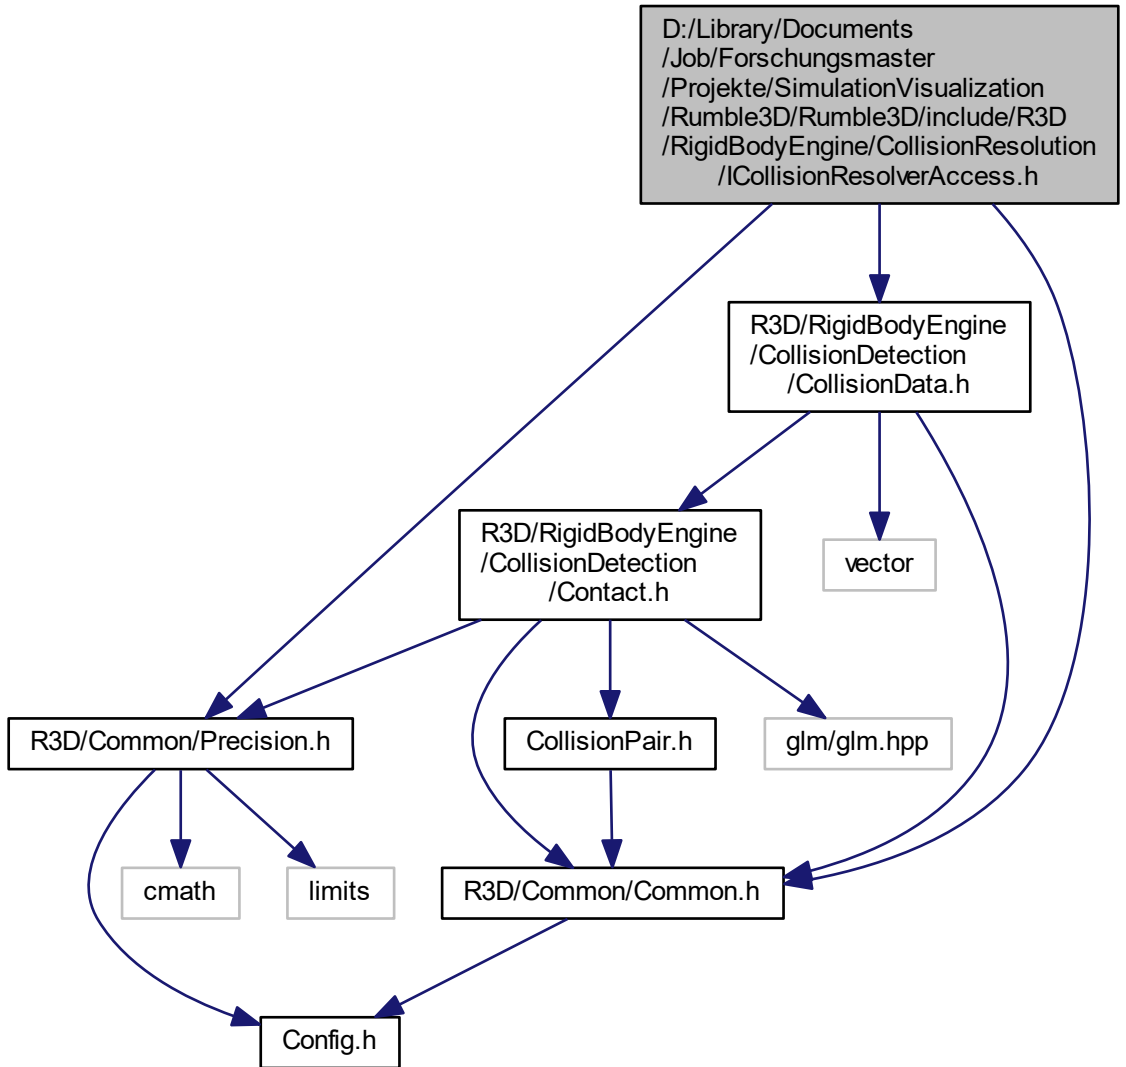 D:/Library/Documents
/Job/Forschungsmaster
/Projekte/SimulationVisualization
/Rumble3D/Rumble3D/include/R3D
/RigidBodyEngine/CollisionResolution
/ICollisionResolverAccess.h
R3D/RigidBodyEngine
/CollisionDetection
/CollisionData.h
R3D/RigidBodyEngine
/CollisionDetection
/Contact.h
vector
R3D/Common/Precision.h
CollisionPair.h
glm/glm.hpp
cmath
limits
R3D/Common/Common.h
Config.h